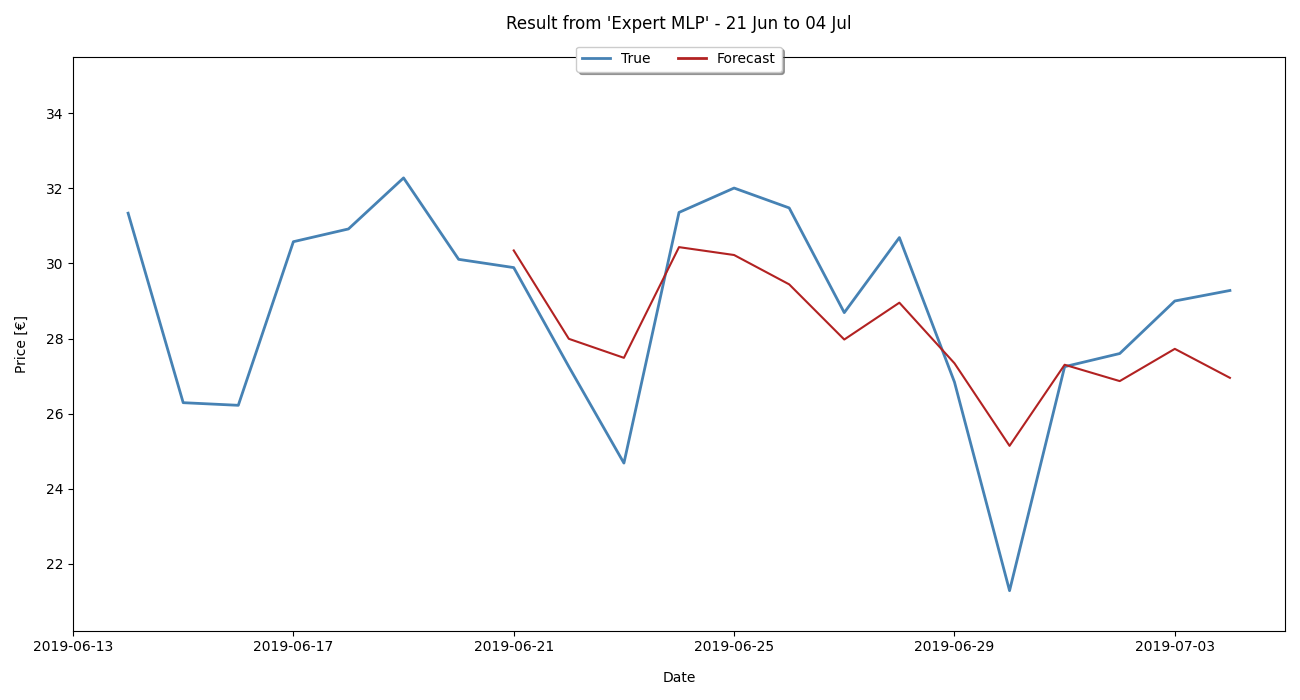 Result from 'Expert MLP' - 21 Jun to 04 Jul
True Forecast
34
32
30
28
26
24
22
Price [€]
2019-06-13 2019-06-17 2019-06-21 2019-06-25 2019-06-29 2019-07-03
Date